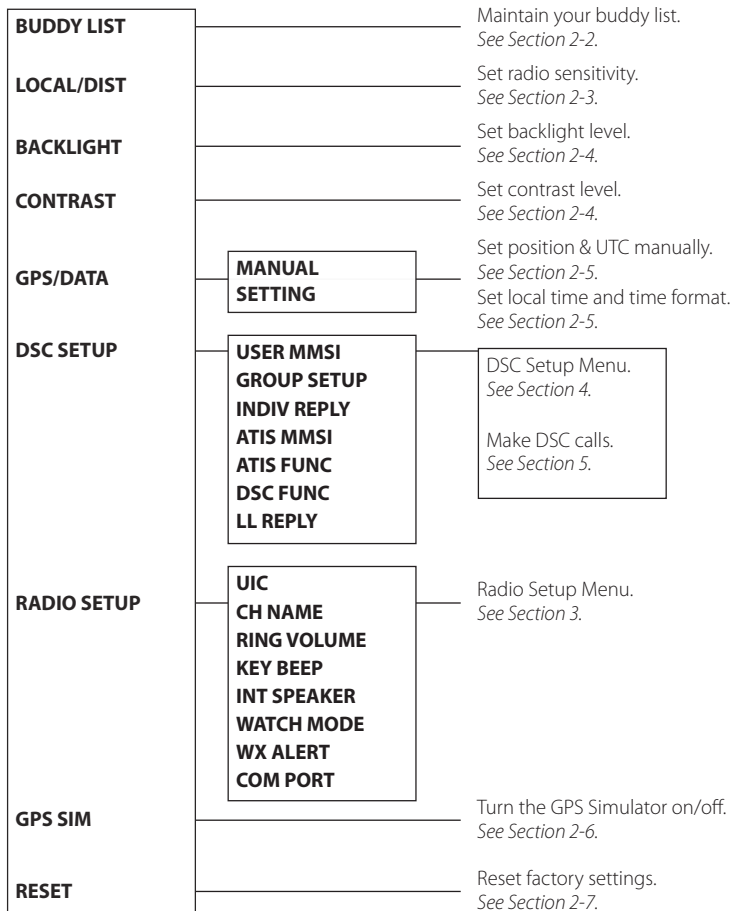 BUDDY LIST
Maintain your buddy list.
See Section 2-2.
LOCAL/DIST
Set radio sensitivity.
See Section 2-3.
BACKLIGHT
Set backlight level.
See Section 2-4.
CONTRAST
Set contrast level.
See Section 2-4.
GPS/DATA
MANUAL
SETTING
Set position & UTC manually.
See Section 2-5.
Set local time and time format.
See Section 2-5.
DSC SETUP
USER MMSI
GROUP SETUP
INDIV REPLY
ATIS MMSI
ATIS FUNC
DSC FUNC
LL REPLY
DSC Setup Menu.
See Section 4.
Make DSC calls.
See Section 5.
RADIO SETUP
UIC
CH NAME
RING VOLUME
KEY BEEP
INT SPEAKER
WATCH MODE
WX ALERT
COM PORT
Radio Setup Menu.
See Section 3.
GPS SIM
Turn the GPS Simulator on/off.
See Section 2-6.
RESET
Reset factory settings.
See Section 2-7.